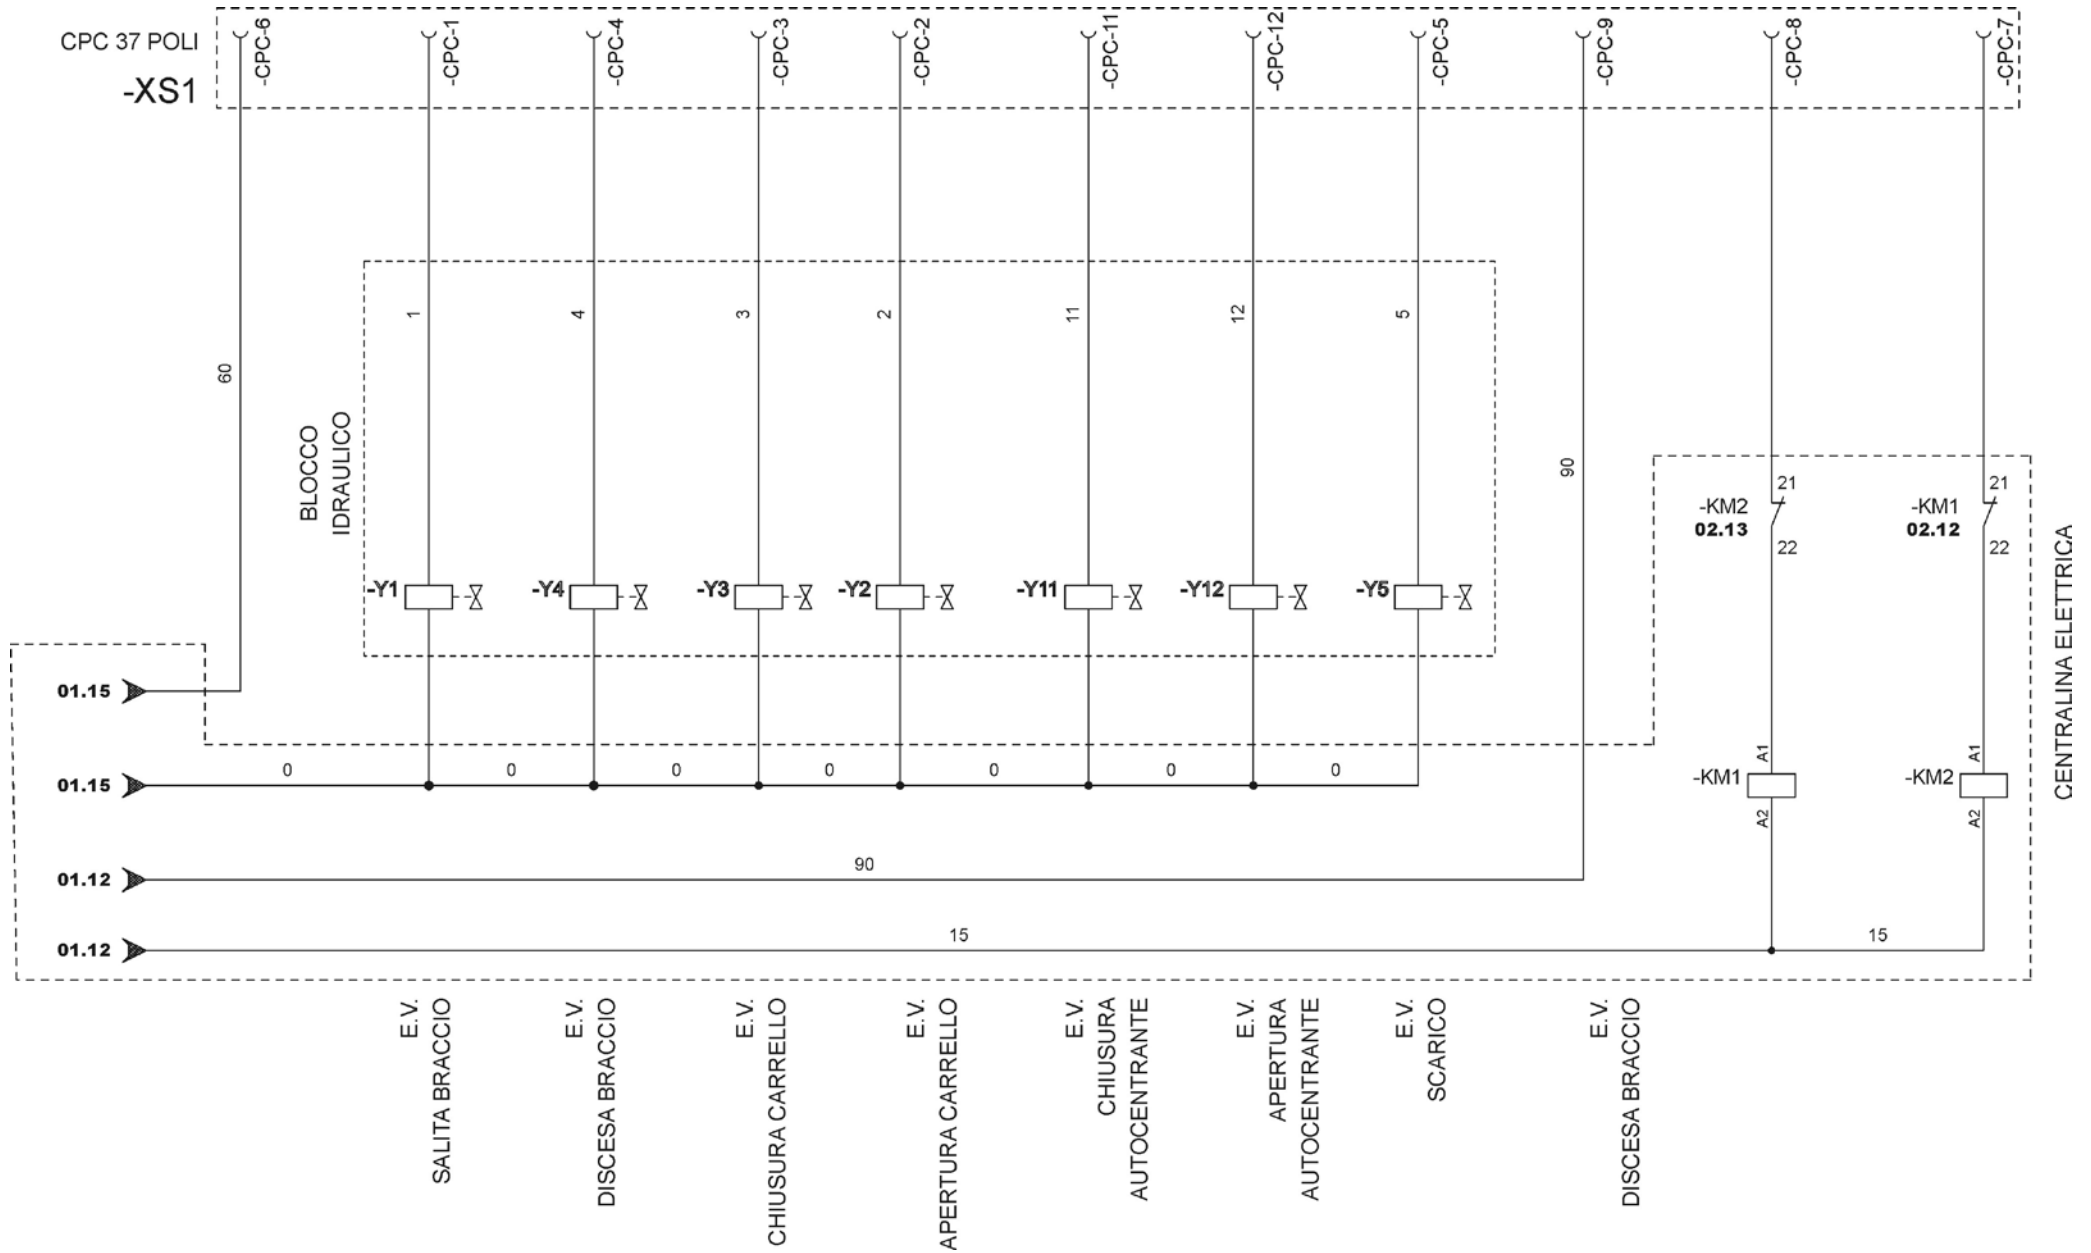 CPC 37 POLI
-XS1
-CPC-6
-CPC-1
-CPC-4
-CPC-3
-CPC-2
-CPC-11
-CPC-12
-CPC-5
-CPC-9
-CPC-8
-CPC-7
1
4
3
2
11
12
5
60
90
BLOCCO
IDRAULICO
21
-KM2
02.13
22
21
-KM1
02.12
22
CENTRALINA ELETTRICA
-Y1
-Y4
-Y3
-Y2
-Y11
-Y12
-Y5
01.15
01.15
0
0
0
0
0
0
0
A1
-KM1
A2
A1
-KM2
A2
01.12
90
01.12
15
15
E.V.
SALITA BRACCIO
E.V.
DISCESA BRACCIO
E.V.
CHIUSURA CARRELLO
E.V.
APERTURA CARRELLO
E.V.
CHIUSURA
AUTOCENTRANTE
E.V.
APERTURA
AUTOCENTRANTE
E.V.
SCARICO
E.V.
DISCESA BRACCIO